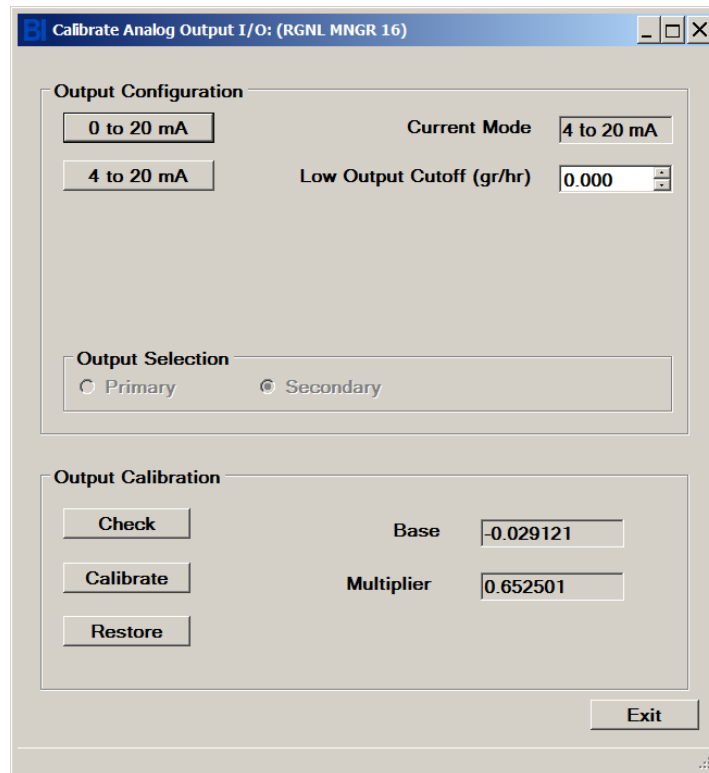 BI Calibrate Analog Output I/O: (RGNL MNGR 16)
Output Configuration
0 to 20 mA
Current Mode
4 to 20 mA
4 to 20 mA
Low Output Cutoff (gr/hr)
0.000
Output Selection
Primary
Secondary
Output Calibration
Check
Base
-0.029121
Calibrate
Multiplier
0.652501
Restore
Exit